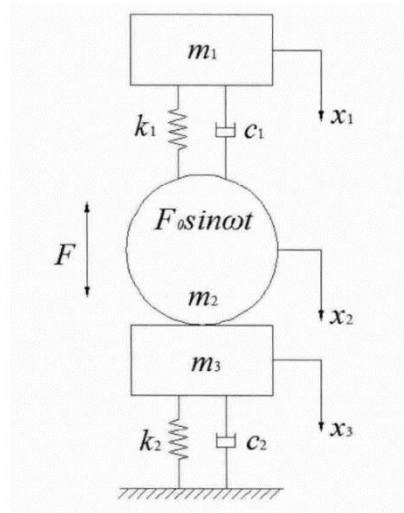 m₁
k₁
c₁
x₁
F₀sinωt
F
m₂
x₂
m₃
x₃
k₂
c₂